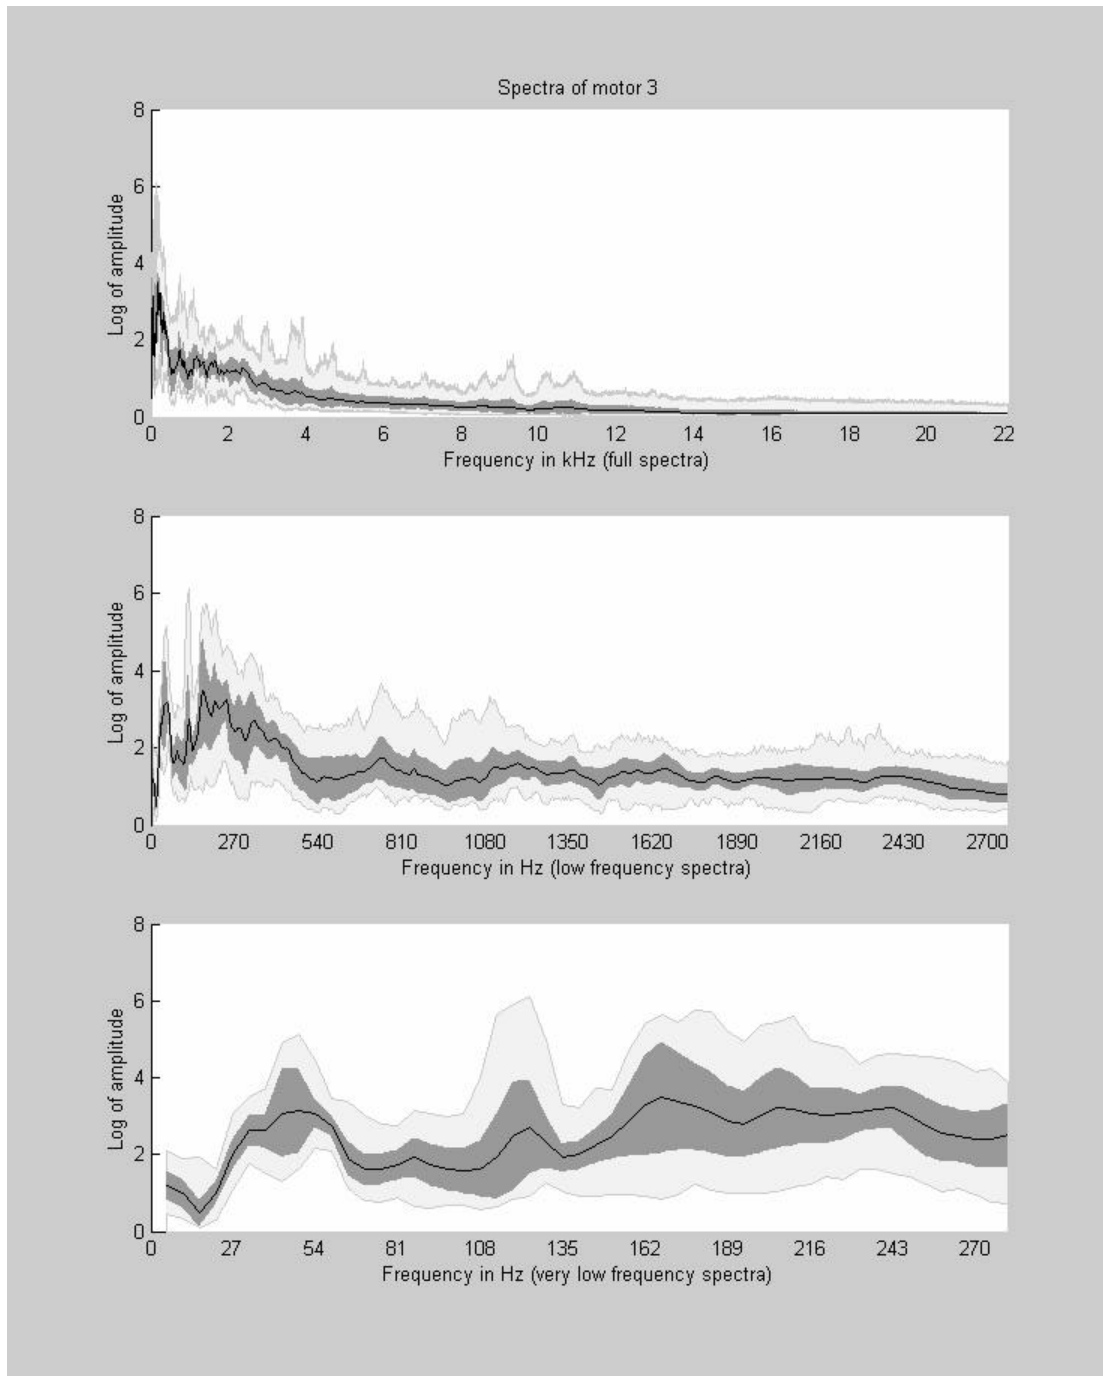 Spectra of motor 3
8
6
4
2
0
Log of amplitude
0 2 4 6 8 10 12 14 16 18 20 22
Frequency in kHz (full spectra)
8
6
4
2
0
Log of amplitude
0 270 540 810 1080 1350 1620 1890 2160 2430 2700
Frequency in Hz (low frequency spectra)
8
6
4
2
0
Log of amplitude
0 27 54 81 108 135 162 189 216 243 270
Frequency in Hz (very low frequency spectra)